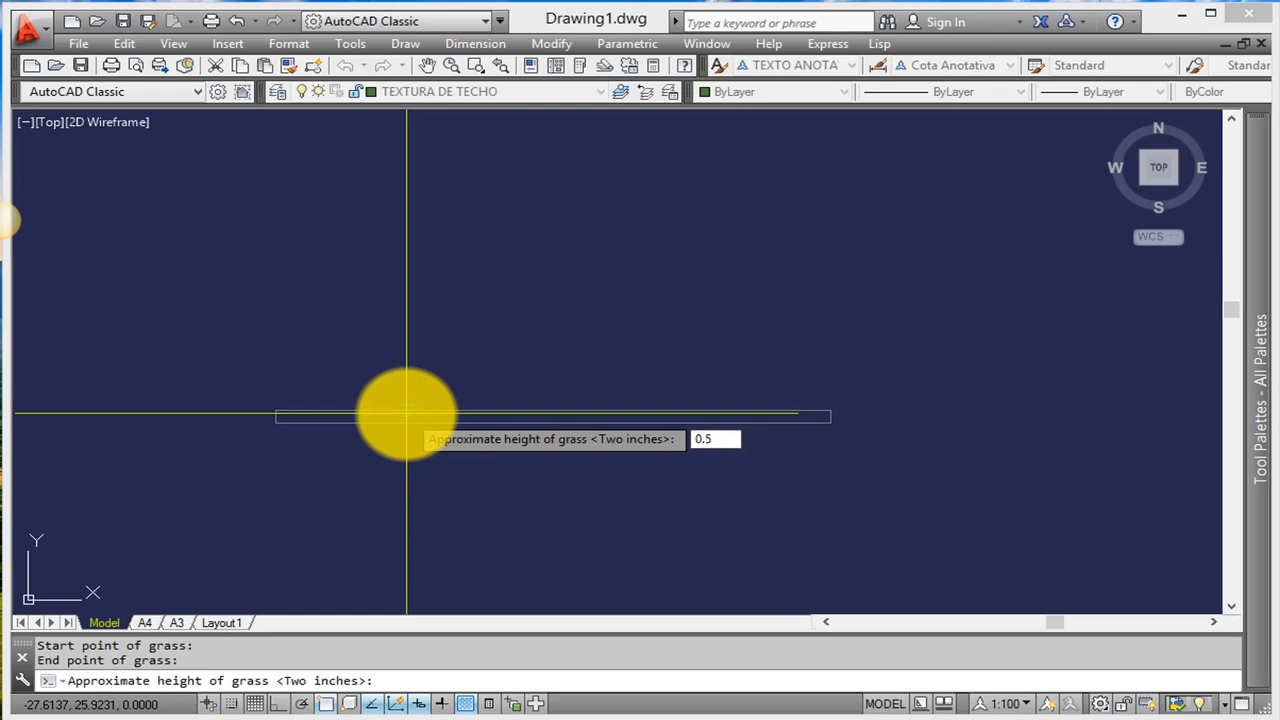 AutoCAD Classic
Drawing1.dwg
Type a keyword or phrase
Sign In
File Edit View Insert Format Tools Draw Dimension Modify Parametric Window Help Express Lisp
TEXTO ANOTA
Cota Anotativa
Standard
Standar
AutoCAD Classic
TEXTURA DE TECHO
ByLayer
ByLayer
ByLayer
ByColor
[−][Top][2D Wireframe]
N
W
TOP
E
S
WCS
Tool Palettes - All Palettes
Approximate height of grass <Two inches>: 0.5
Y
X
Model A4 A3 Layout1
Start point of grass:
End point of grass:
Approximate height of grass <Two inches>:
-27.6137, 25.9231, 0.0000
MODEL
1:100